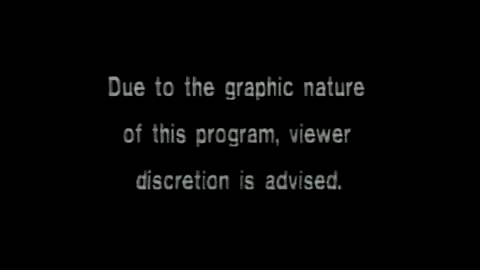 Due to the graphic nature
of this program, viewer
discretion is advised.